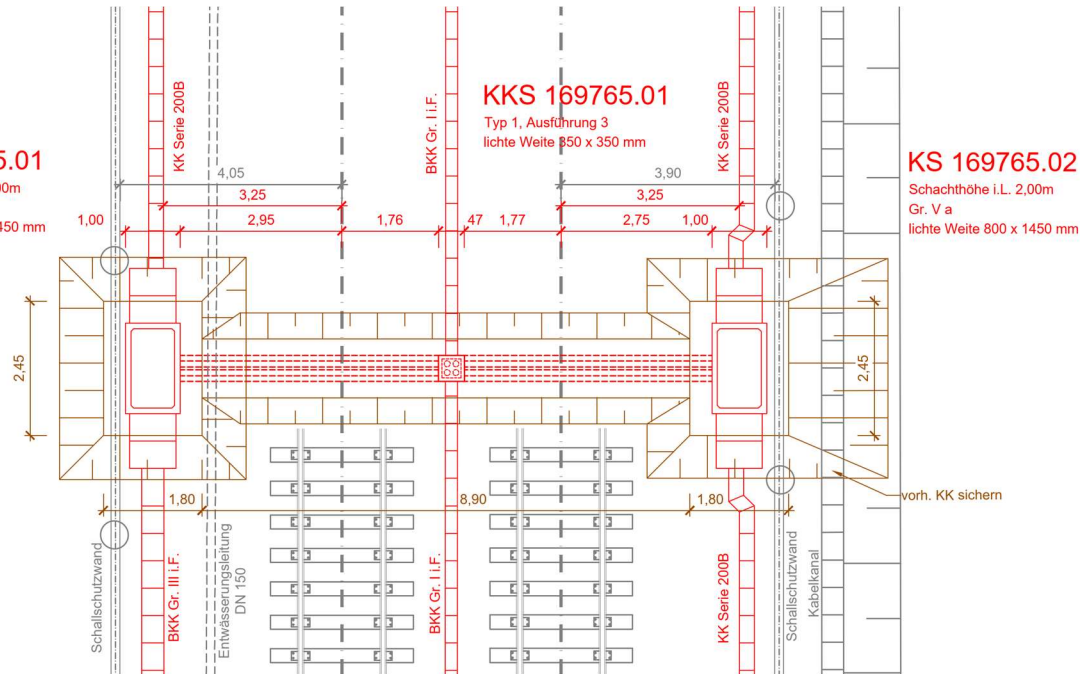 KKS 169765.01
Typ 1, Ausführung 3
lichte Weite 350 x 350 mm
5.01
00m
450 mm
KS 169765.02
Schachthöhe i.L. 2,00m
Gr. V a
lichte Weite 800 x 1450 mm
KK Serie 200B
BKK Gr. I i.F.
KK Serie 200B
4,05
3,90
3,25
3,25
1,00
2,95
1,76
47
1,77
2,75
1,00
2,45
2,45
1,80
8,90
1,80
vorh. KK sichern
Schallschutzwand
BKK Gr. III i.F.
Entwässerungsleitung
DN 150
BKK Gr. I i.F.
KK Serie 200B
Schallschutzwand
Kabelkanal